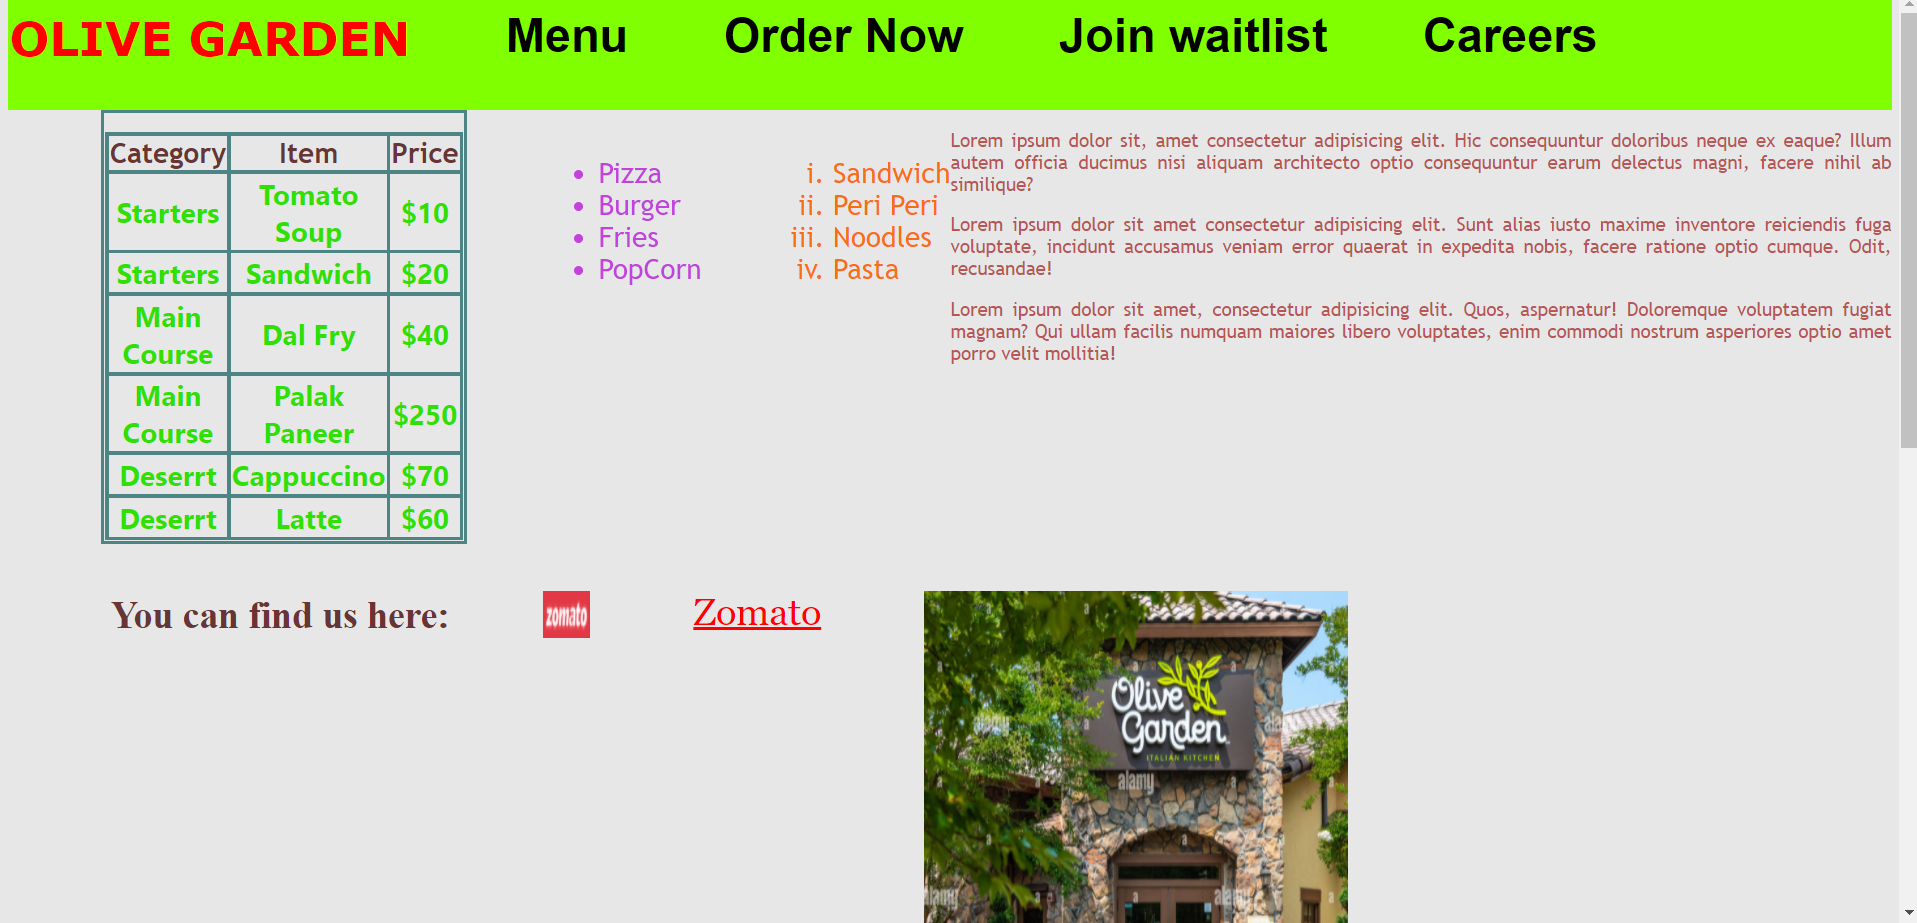 OLIVE GARDEN Menu Order Now Join waitlist Careers
Category Item Price
Starters Tomato Soup $10
Starters Sandwich $20
Main Course Dal Fry $40
Main Course Palak Paneer $250
Deserrt Cappuccino $70
Deserrt Latte $60
• Pizza
• Burger
• Fries
• PopCorn
i. Sandwich
ii. Peri Peri
iii. Noodles
iv. Pasta
Lorem ipsum dolor sit, amet consectetur adipisicing elit. Hic consequuntur doloribus neque ex eaque? Illum
autem officia ducimus nisi aliquam architecto optio consequuntur earum delectus magni, facere nihil ab
similique?
Lorem ipsum dolor sit amet consectetur adipisicing elit. Sunt alias iusto maxime inventore reiciendis fuga
voluptate, incidunt accusamus veniam error quaerat in expedita nobis, facere ratione optio cumque. Odit,
recusandae!
Lorem ipsum dolor sit amet, consectetur adipisicing elit. Quos, aspernatur! Doloremque voluptatem fugiat
magnam? Qui ullam facilis numquam maiores libero voluptates, enim commodi nostrum asperiores optio amet
porro velit mollitia!
You can find us here: zomato Zomato
Olive
Garden
ITALIAN KITCHEN
alamy
alamy
alamy
alamy
alamy